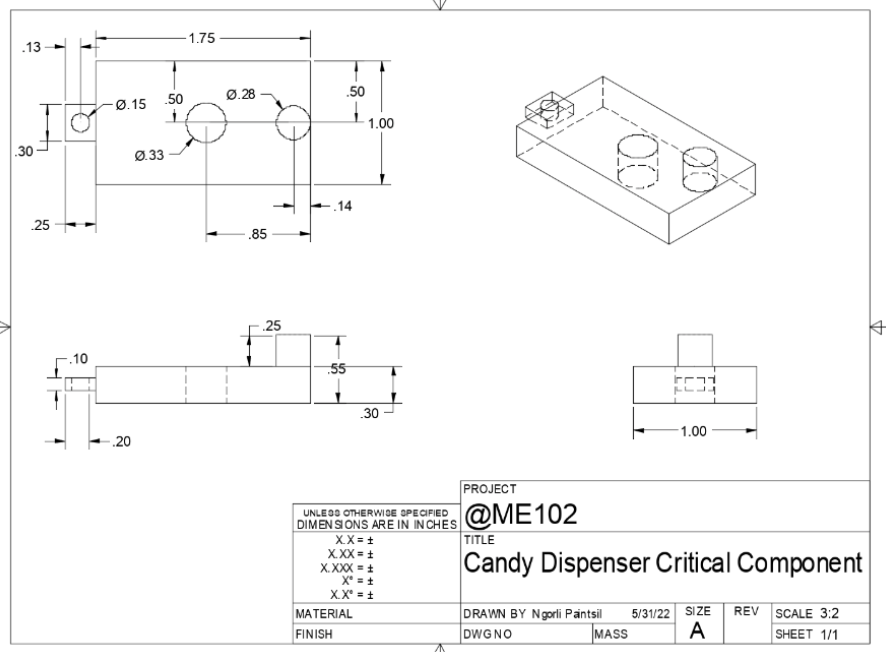 1.75
.13
.50
Ø.28
.50
Ø.15
1.00
.30
Ø.33
.14
.25
.85
.25
.10
.55
.30
.20
1.00
PROJECT
@ME102
UNLESS OTHERWISE SPECIFIED
DIMENSIONS ARE IN INCHES
X.X = ±
X.XX = ±
X.XXX = ±
X° = ±
X.X° = ±
TITLE
Candy Dispenser Critical Component
MATERIAL
DRAWN BY Ngorli Paintsil 5/31/22
SIZE
A
REV
SCALE 3:2
FINISH
DWG NO
MASS
SHEET 1/1